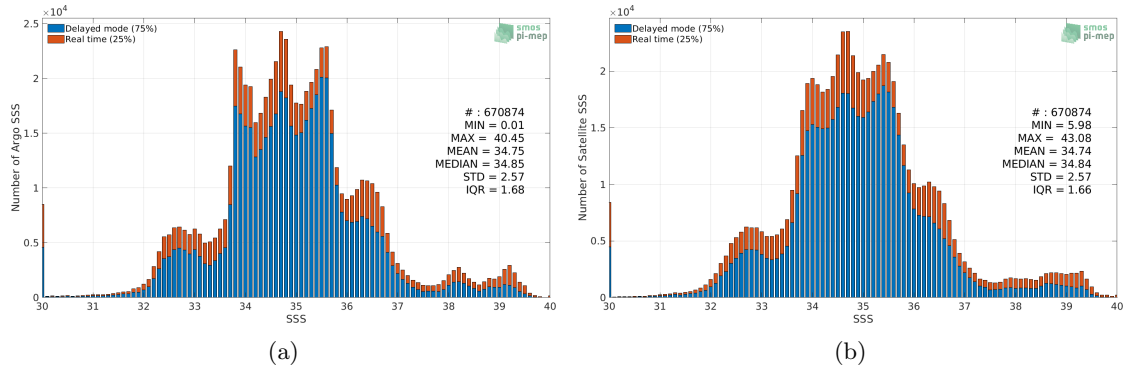 ×10⁴
Delayed mode (75%)
Real time (25%)
smos
pi-mep
# : 670874
MIN = 0.01
MAX = 40.45
MEAN = 34.75
MEDIAN = 34.85
STD = 2.57
IQR = 1.68
Number of Argo SSS
2.5
2
1.5
1
0.5
0
30 31 32 33 34 35 36 37 38 39 40
SSS
(a)
×10⁴
Delayed mode (75%)
Real time (25%)
smos
pi-mep
# : 670874
MIN = 5.98
MAX = 43.08
MEAN = 34.74
MEDIAN = 34.84
STD = 2.57
IQR = 1.66
Number of Satellite SSS
2
1.5
1
0.5
0
30 31 32 33 34 35 36 37 38 39 40
SSS
(b)